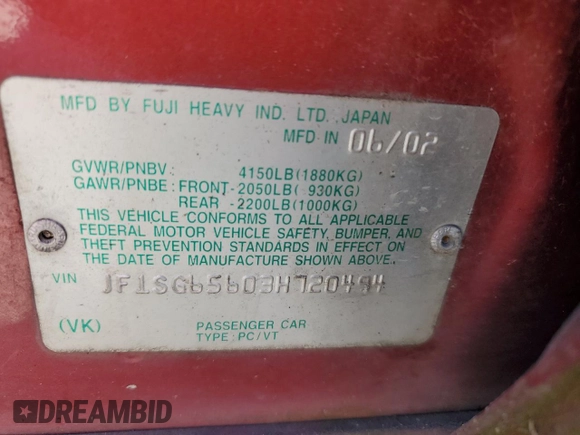 MFD BY FUJI HEAVY IND. LTD. JAPAN
MFD IN 06/02
GVWR/PNBV: 4150LB(1880KG)
GAWR/PNBE: FRONT-2050LB( 930KG)
REAR -2200LB(1000KG)
THIS VEHICLE CONFORMS TO ALL APPLICABLE
FEDERAL MOTOR VEHICLE SAFETY, BUMPER, AND
THEFT PREVENTION STANDARDS IN EFFECT ON
THE DATE OF MANUFACTURE SHOWN ABOVE.
VIN JF1SG65603H720494
(VK) PASSENGER CAR
TYPE: PC/VT
DREAMBID